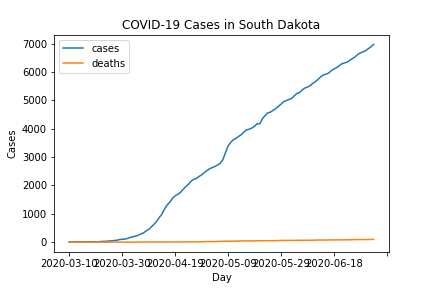 COVID-19 Cases in South Dakota
cases
deaths
7000
6000
5000
4000
3000
2000
1000
0
Cases
2020-03-10 2020-03-30 2020-04-19 2020-05-09 2020-05-29 2020-06-18
Day